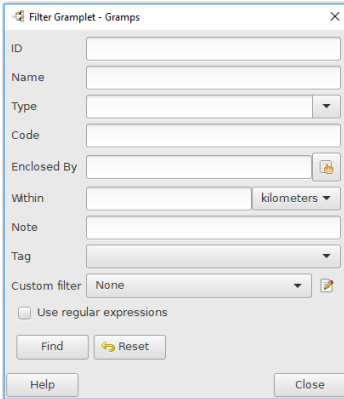 Filter Gramplet - Gramps
ID
Name
Type
Code
Enclosed By
Within kilometers
Note
Tag
Custom filter None
Use regular expressions
Find Reset
Help Close